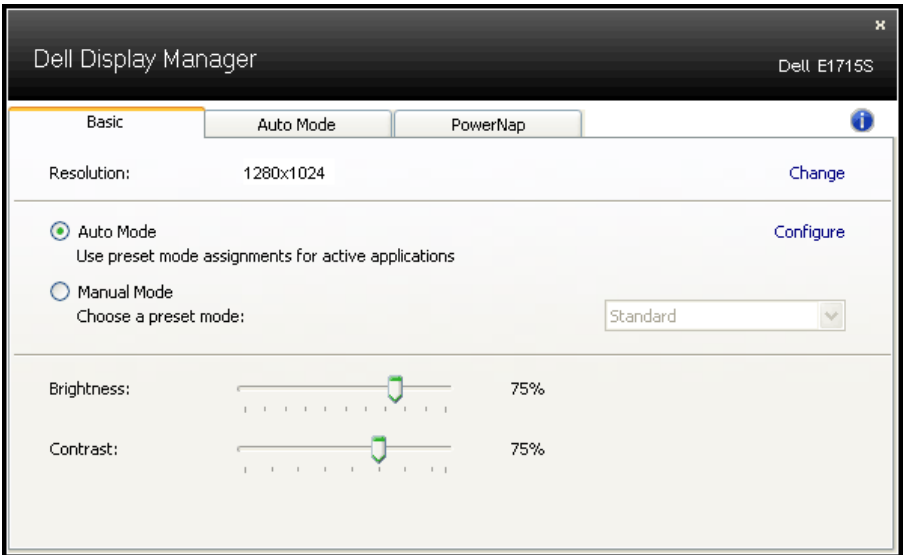 x
Dell Display Manager
Dell E1715S
Basic Auto Mode PowerNap
Resolution: 1280x1024 Change
Auto Mode Configure
Use preset mode assignments for active applications
Manual Mode
Choose a preset mode: Standard
Brightness: 75%
Contrast: 75%